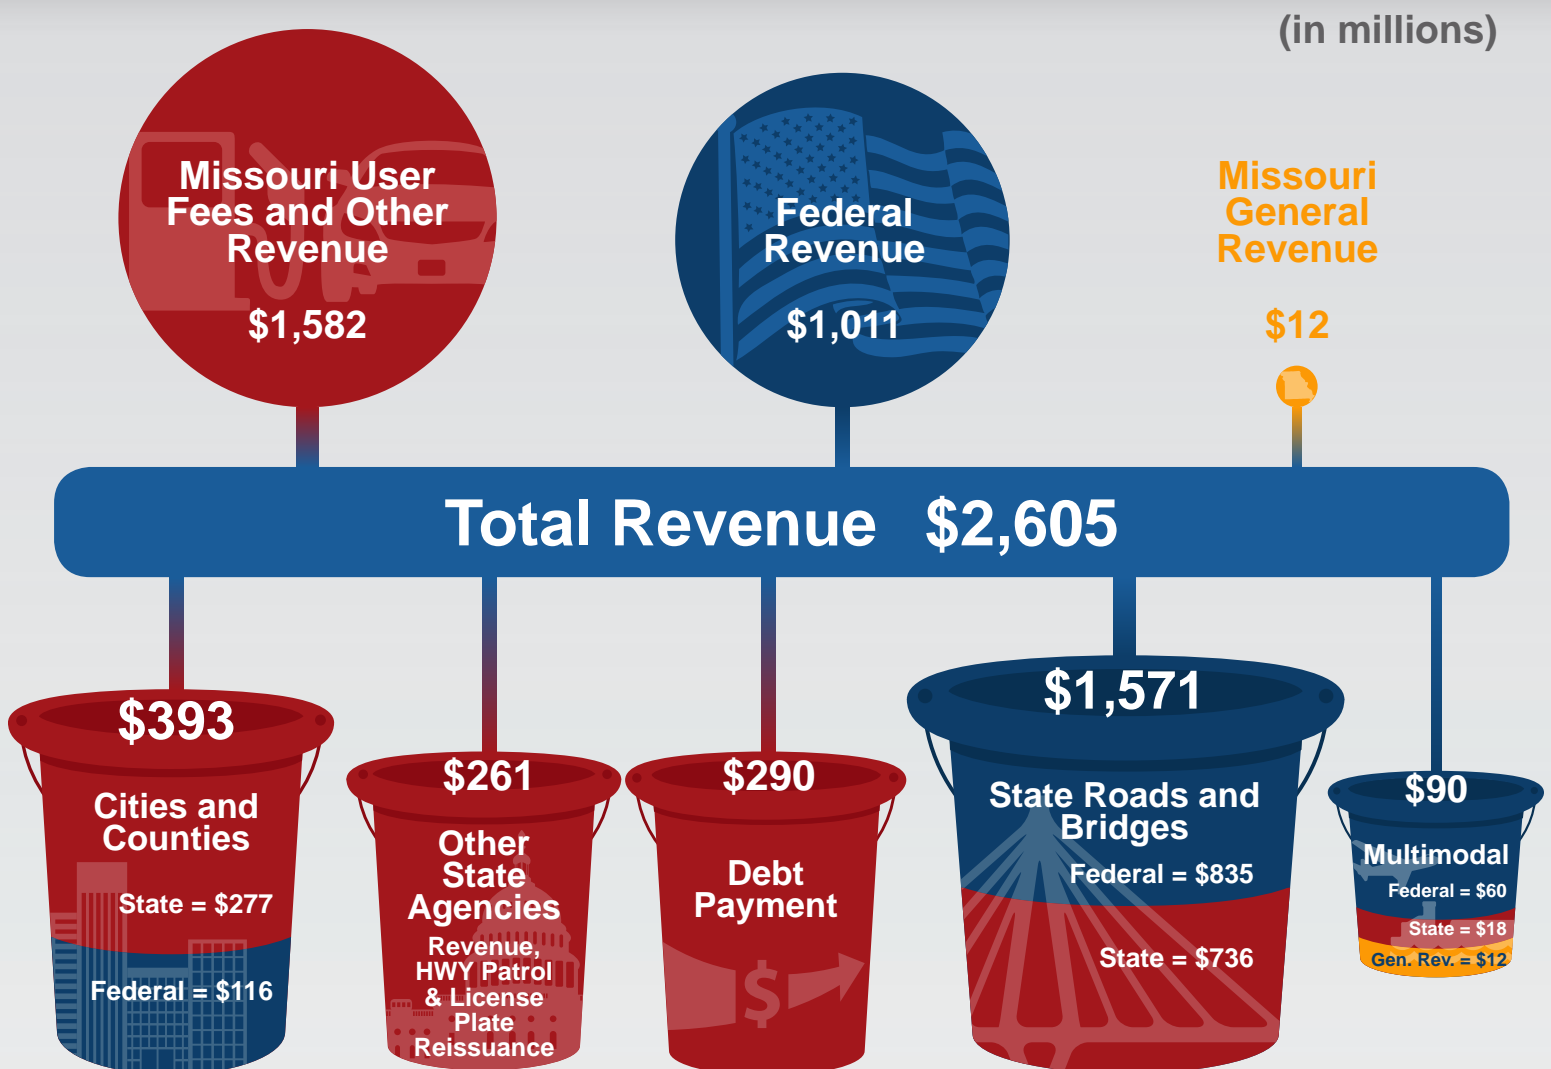 (in millions)
Missouri User
Fees and Other
Revenue
$1,582
Federal
Revenue
$1,011
Missouri
General
Revenue
$12
Total Revenue $2,605
$393
Cities and
Counties
State = $277
Federal = $116
$261
Other
State
Agencies
Revenue,
HWY Patrol
& License
Plate
Reissuance
$290
Debt
Payment
$
$1,571
State Roads and
Bridges
Federal = $835
State = $736
$90
Multimodal
Federal = $60
State = $18
Gen. Rev. = $12